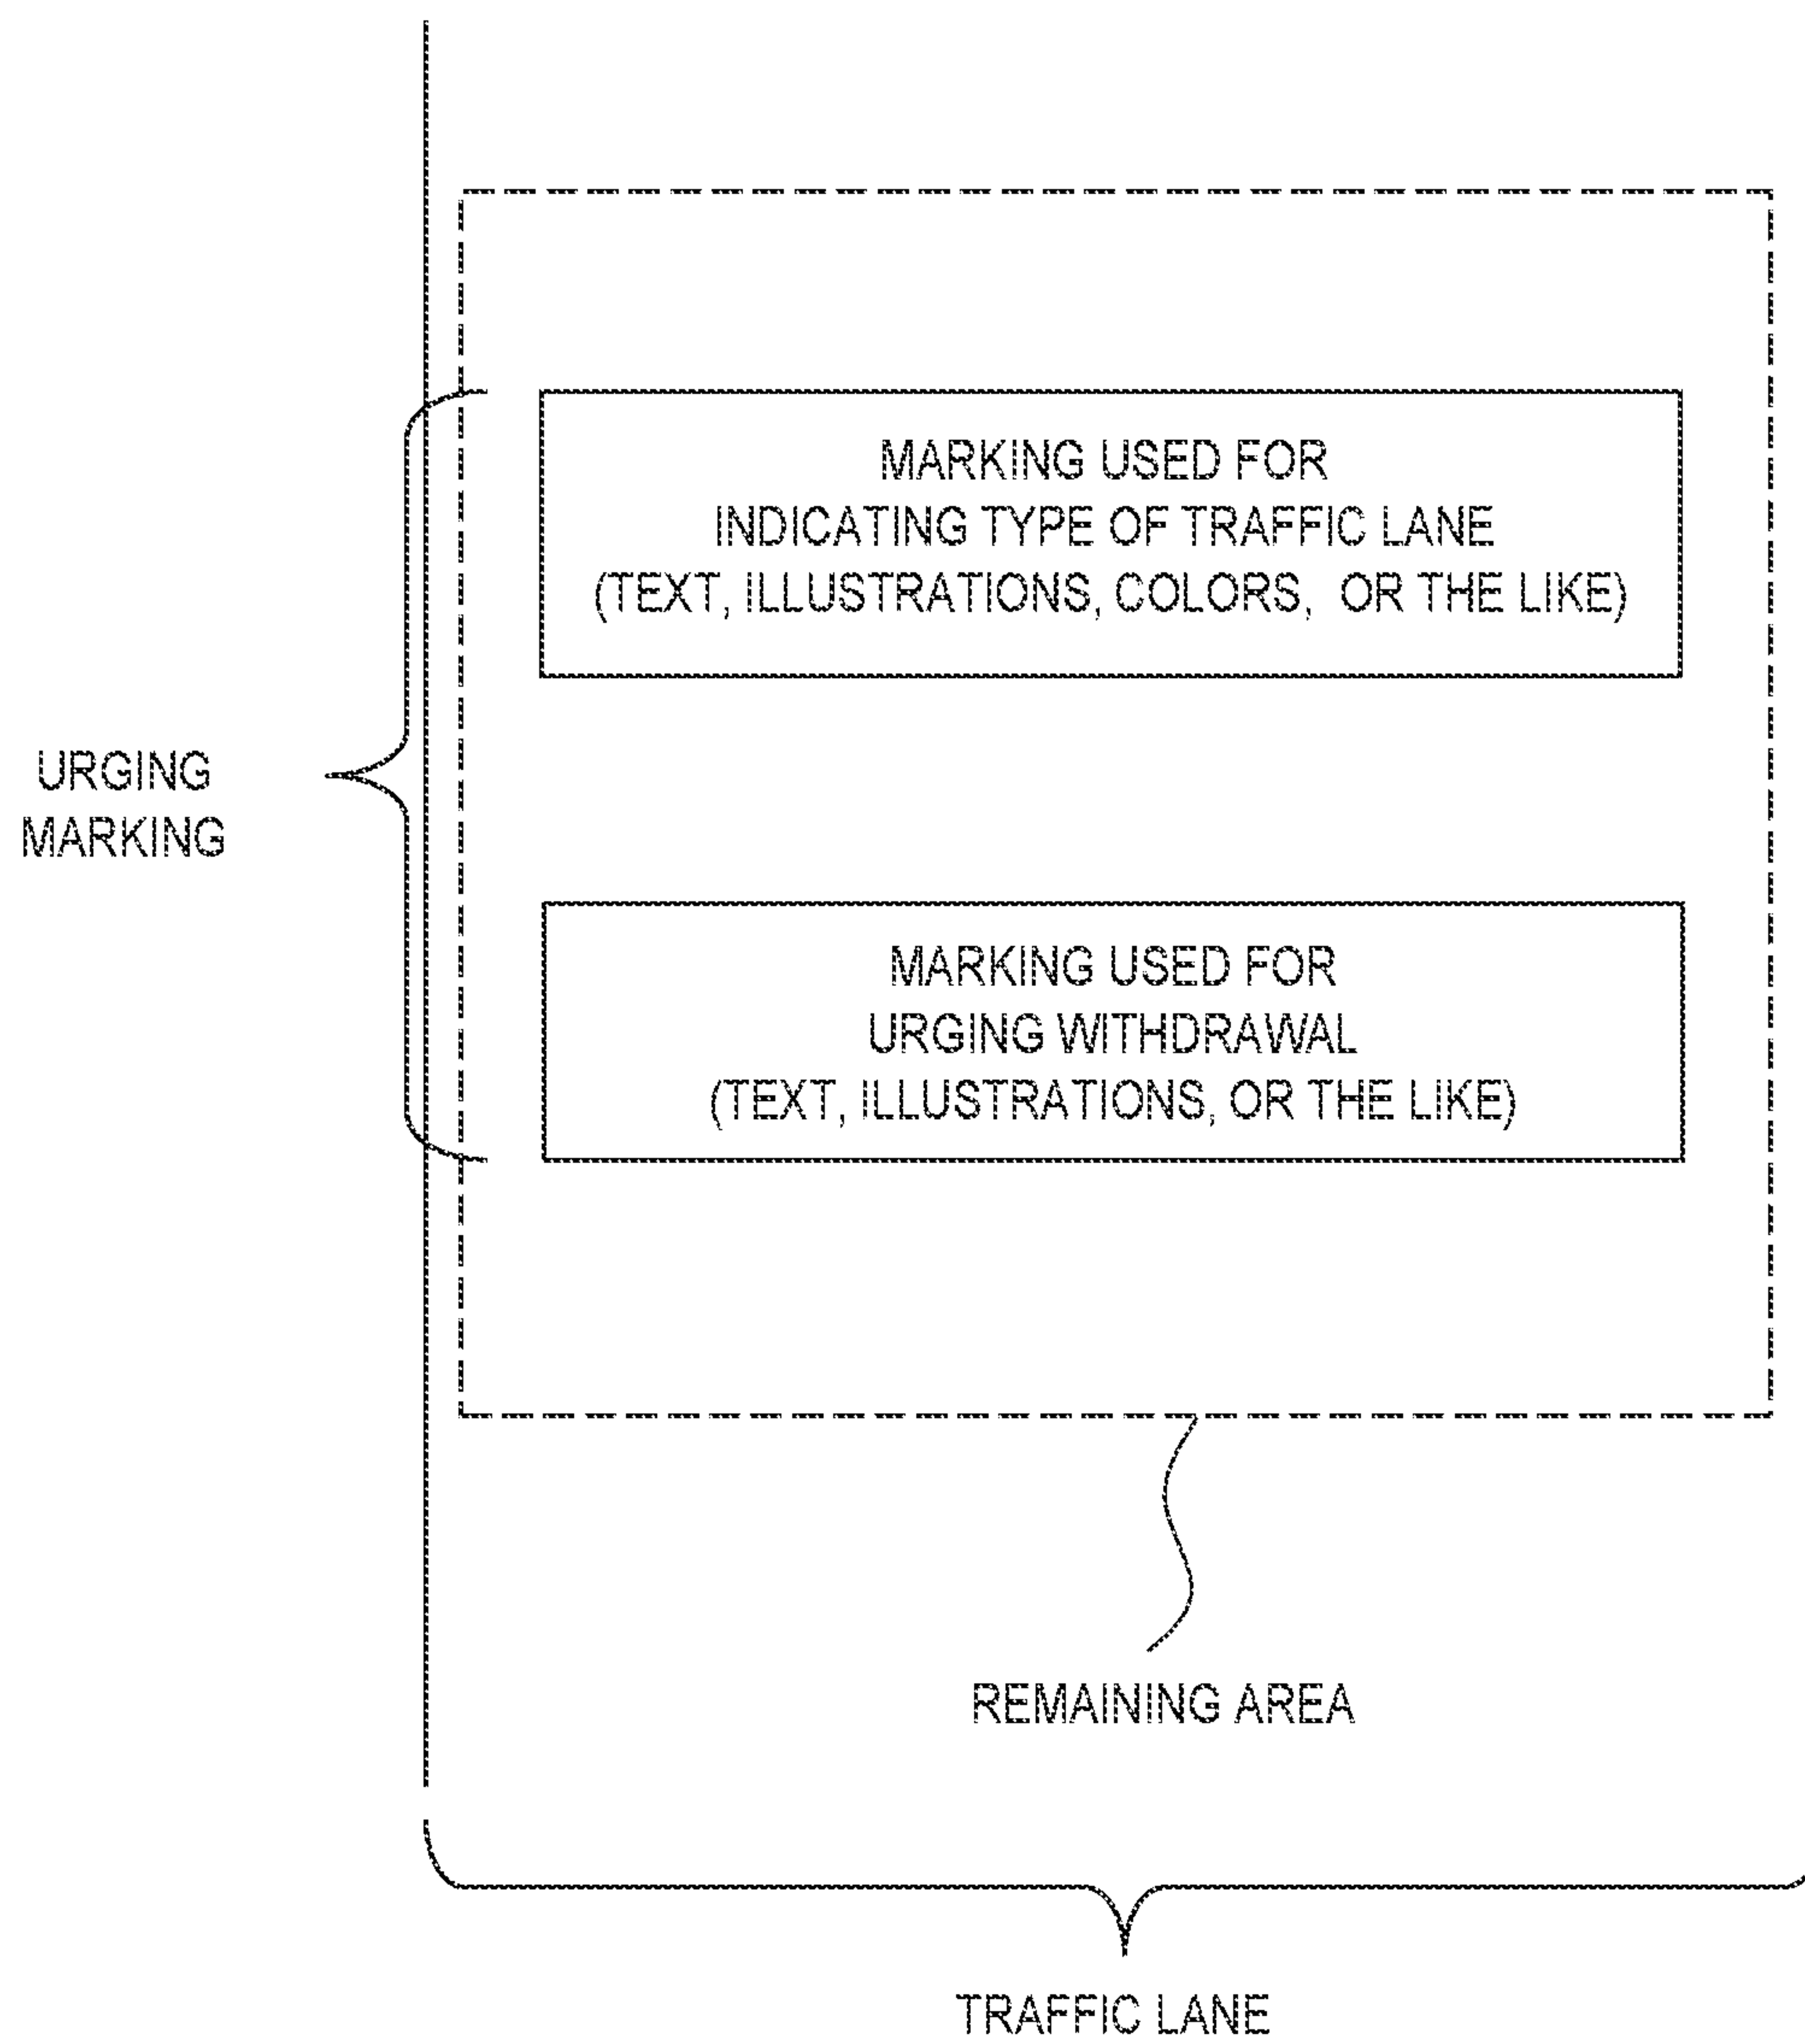 MARKING USED FOR
INDICATING TYPE OF TRAFFIC LANE
(TEXT, ILLUSTRATIONS, COLORS, OR THE LIKE)
URGING
MARKING
MARKING USED FOR
URGING WITHDRAWAL
(TEXT, ILLUSTRATIONS, OR THE LIKE)
REMAINING AREA
TRAFFIC LANE